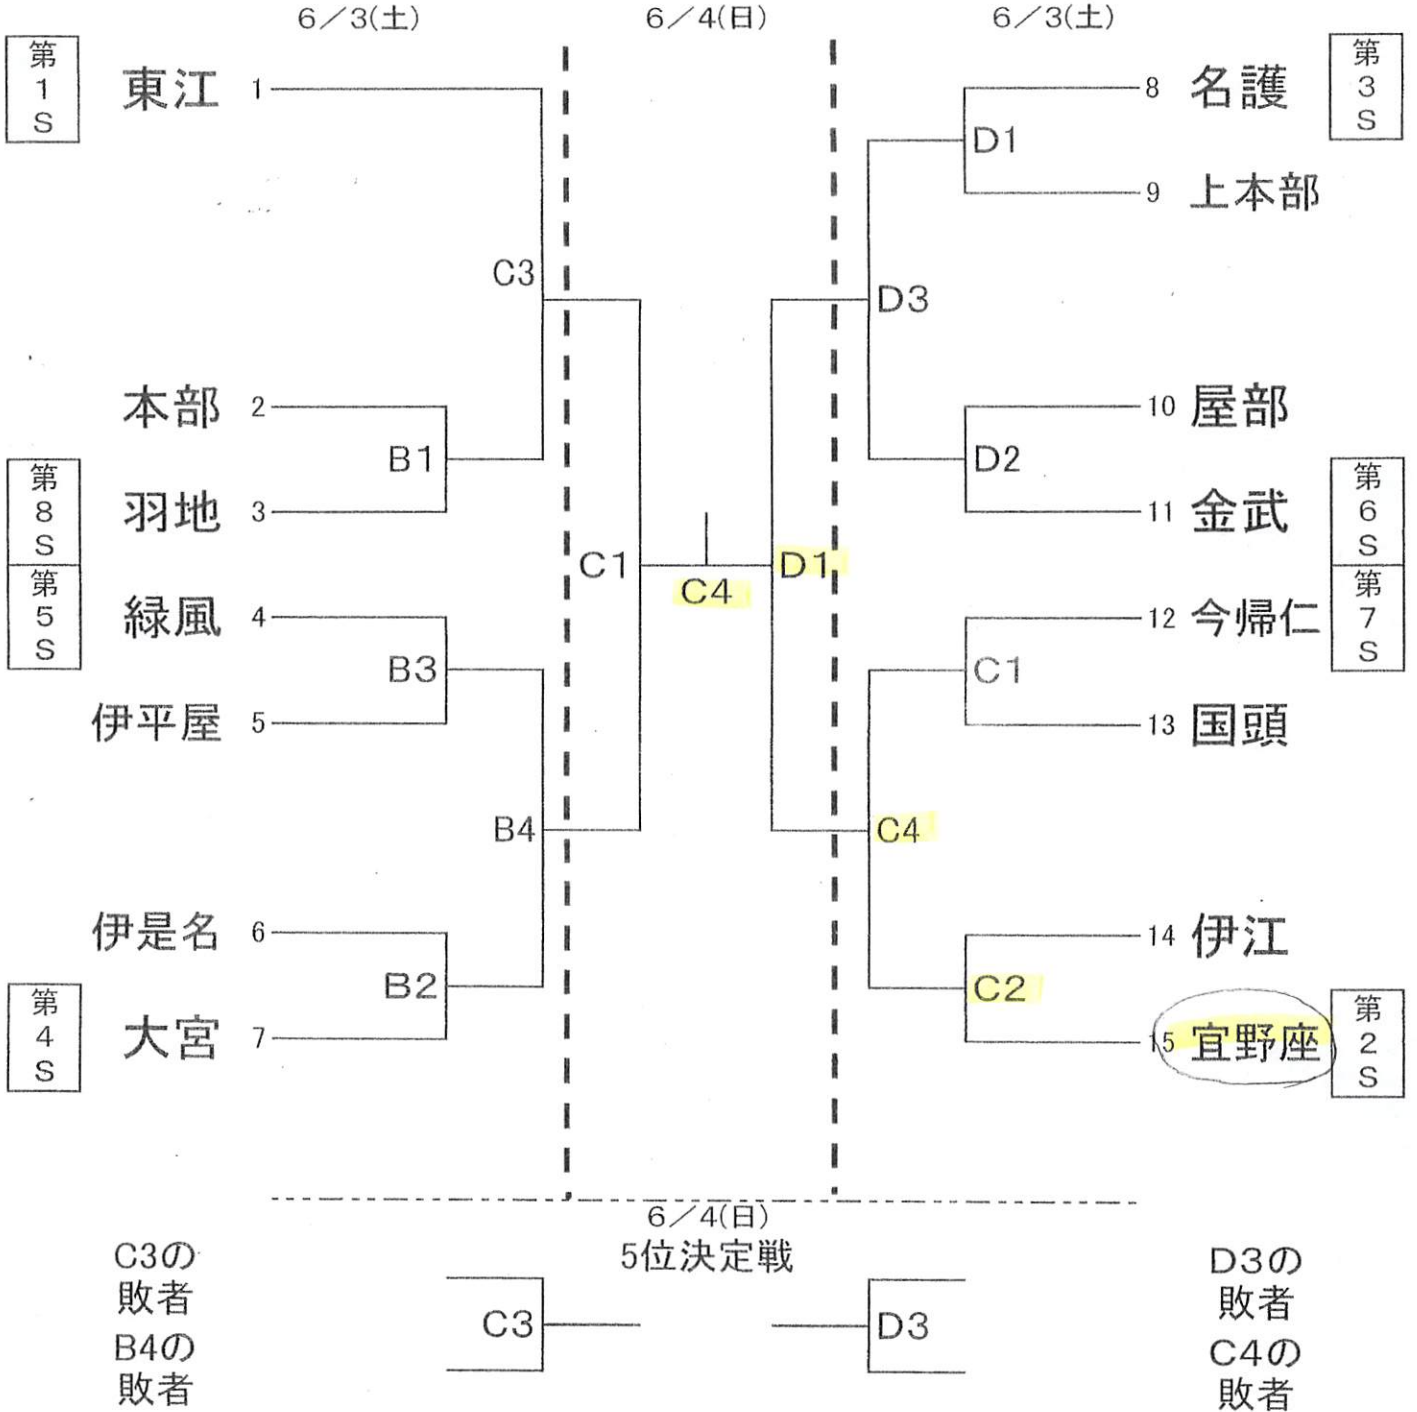 6／3(土)
6／4(日)
6／3(土)
第1S
東江 1
8 名護
第3S
D1
9 上本部
C3
D3
本部 2
10 屋部
B1
D2
第8S
羽地 3
11 金武
第6S
C1
D1
C4
第5S
緑風 4
12 今帰仁
第7S
B3
C1
伊平屋 5
13 国頭
B4
C4
伊是名 6
14 伊江
B2
C2
第4S
大宮 7
15 宜野座
第2S
6／4(日)
5位決定戦
C3の
敗者
B4の
敗者
C3
D3
D3の
敗者
C4の
敗者